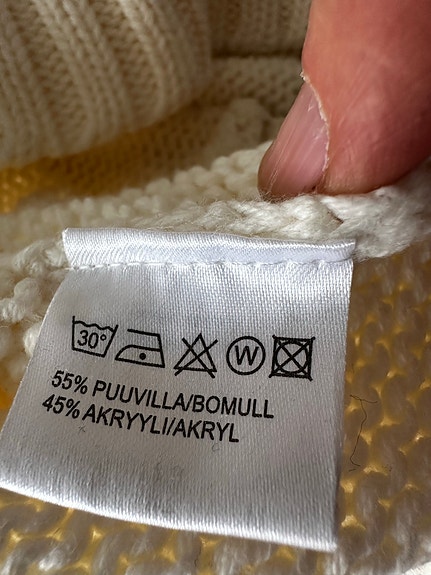 30° W
55% PUUVILLA/BOMULL
45% AKRYYLI/AKRYL